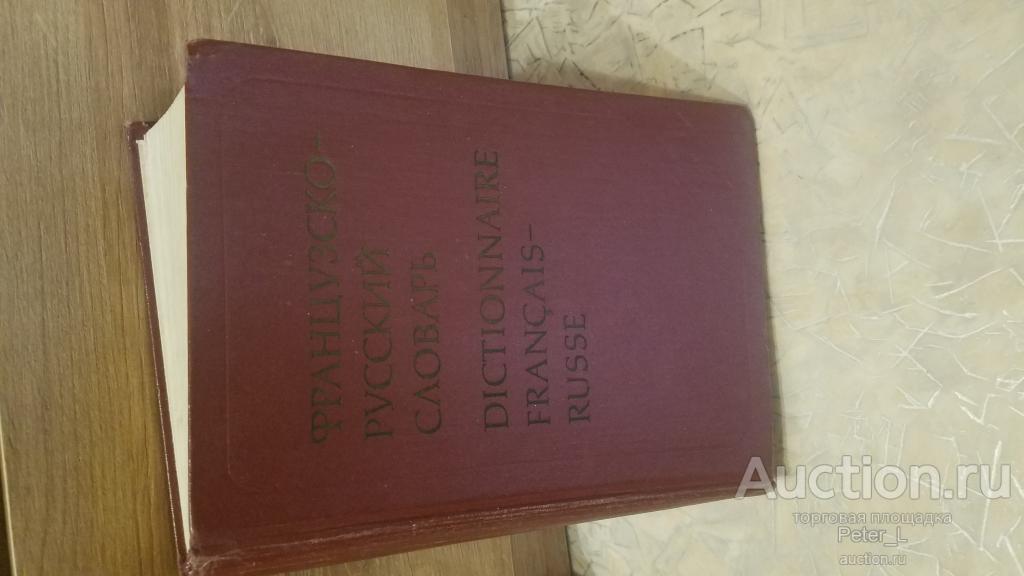 ФРАНЦУЗСКО-
РУССКИЙ
СЛОВАРЬ
DICTIONNAIRE
FRANÇAIS-
RUSSE
Auction.ru
торговая площадка
Peter_L
auction.ru